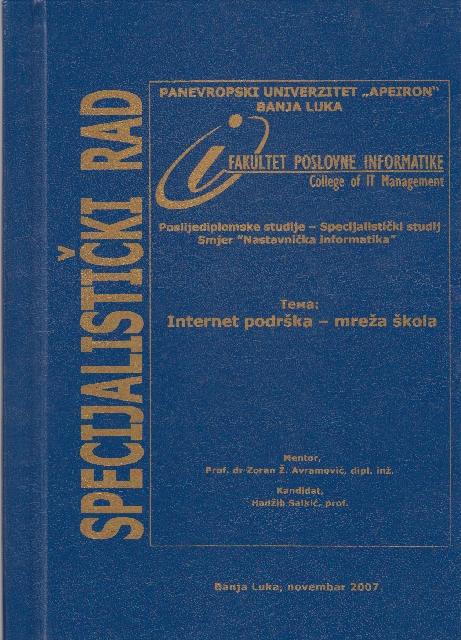 SPECIJALISTIČKI RAD
PANEVROPSKI UNIVERZITET „APEIRON“
BANJA LUKA
FAKULTET POSLOVNE INFORMATIKE
College of IT Management
Poslijediplomske studije – Specijalistički studij
Smjer "Nastavnička informatika"
Тема:
Internet podrška – mreža škola
Mentor,
Prof. dr Zoran Ž. Avramović, dipl. inž.
Kandidat,
Hadžib Salkić, prof.
Banja Luka, novembar 2007